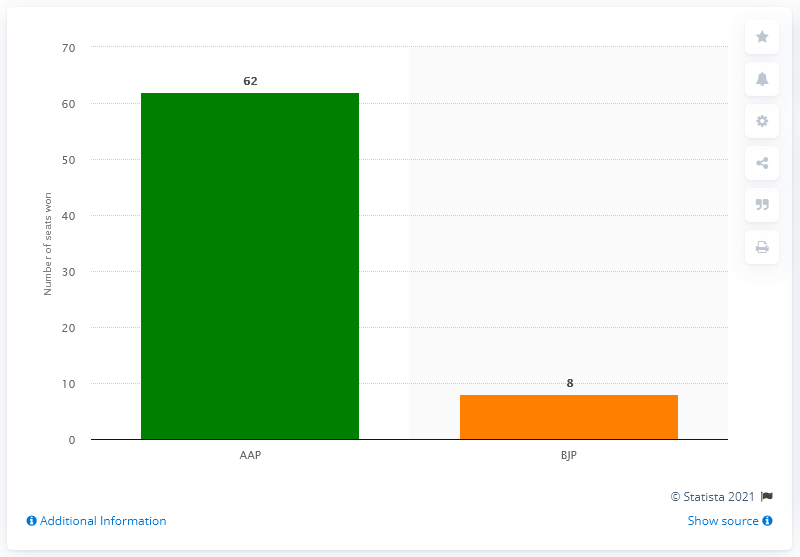 70
62
60
50
40
30
20
10
8
0
Number of seats won
AAP
BJP
© Statista 2021
Additional Information
Show source